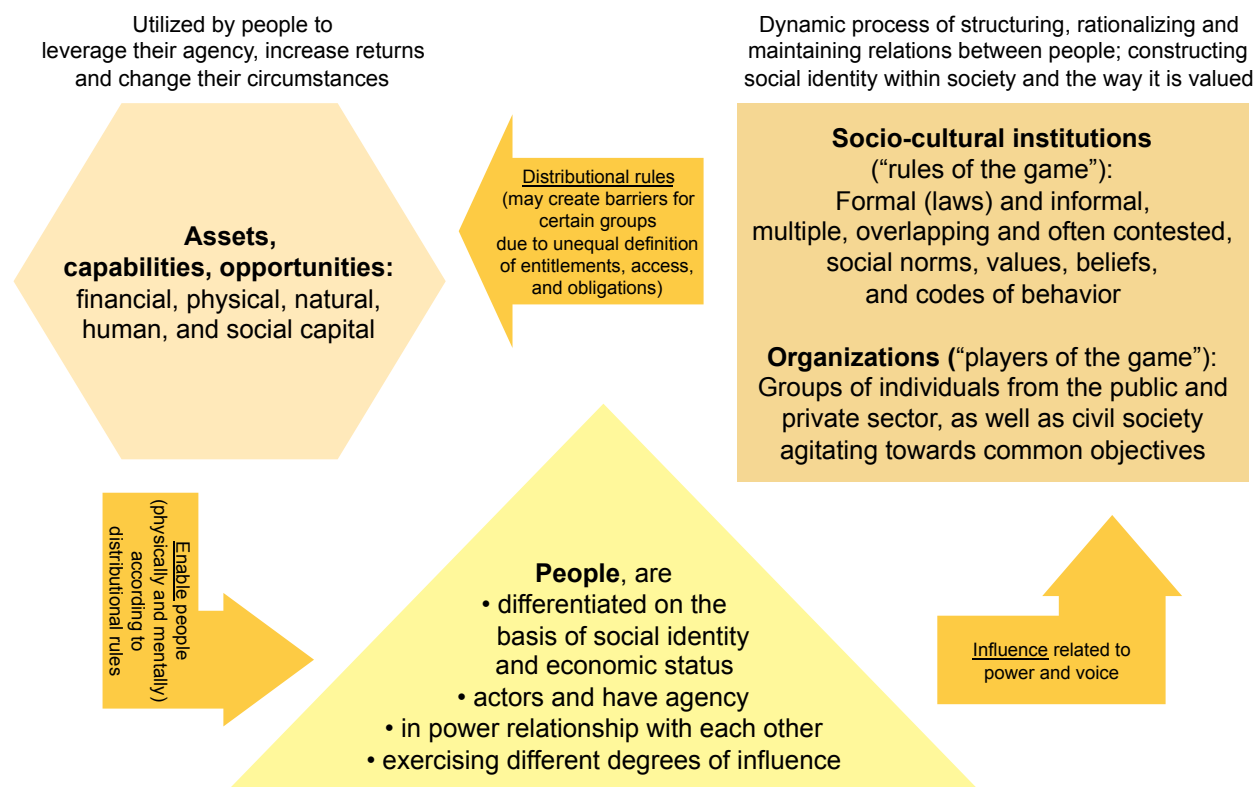 Utilized by people to
leverage their agency, increase returns
and change their circumstances
Dynamic process of structuring, rationalizing and
maintaining relations between people; constructing
social identity within society and the way it is valued
Assets,
capabilities, opportunities:
financial, physical, natural,
human, and social capital
Distributional rules
(may create barriers for
certain groups
due to unequal definition
of entitlements, access,
and obligations)
Socio-cultural institutions
(“rules of the game”):
Formal (laws) and informal,
multiple, overlapping and often contested,
social norms, values, beliefs,
and codes of behavior
Organizations (“players of the game”):
Groups of individuals from the public and
private sector, as well as civil society
agitating towards common objectives
Enable people
(physically and mentally)
according to
distributional rules
People, are
• differentiated on the
basis of social identity
and economic status
• actors and have agency
• in power relationship with each other
• exercising different degrees of influence
Influence related to
power and voice